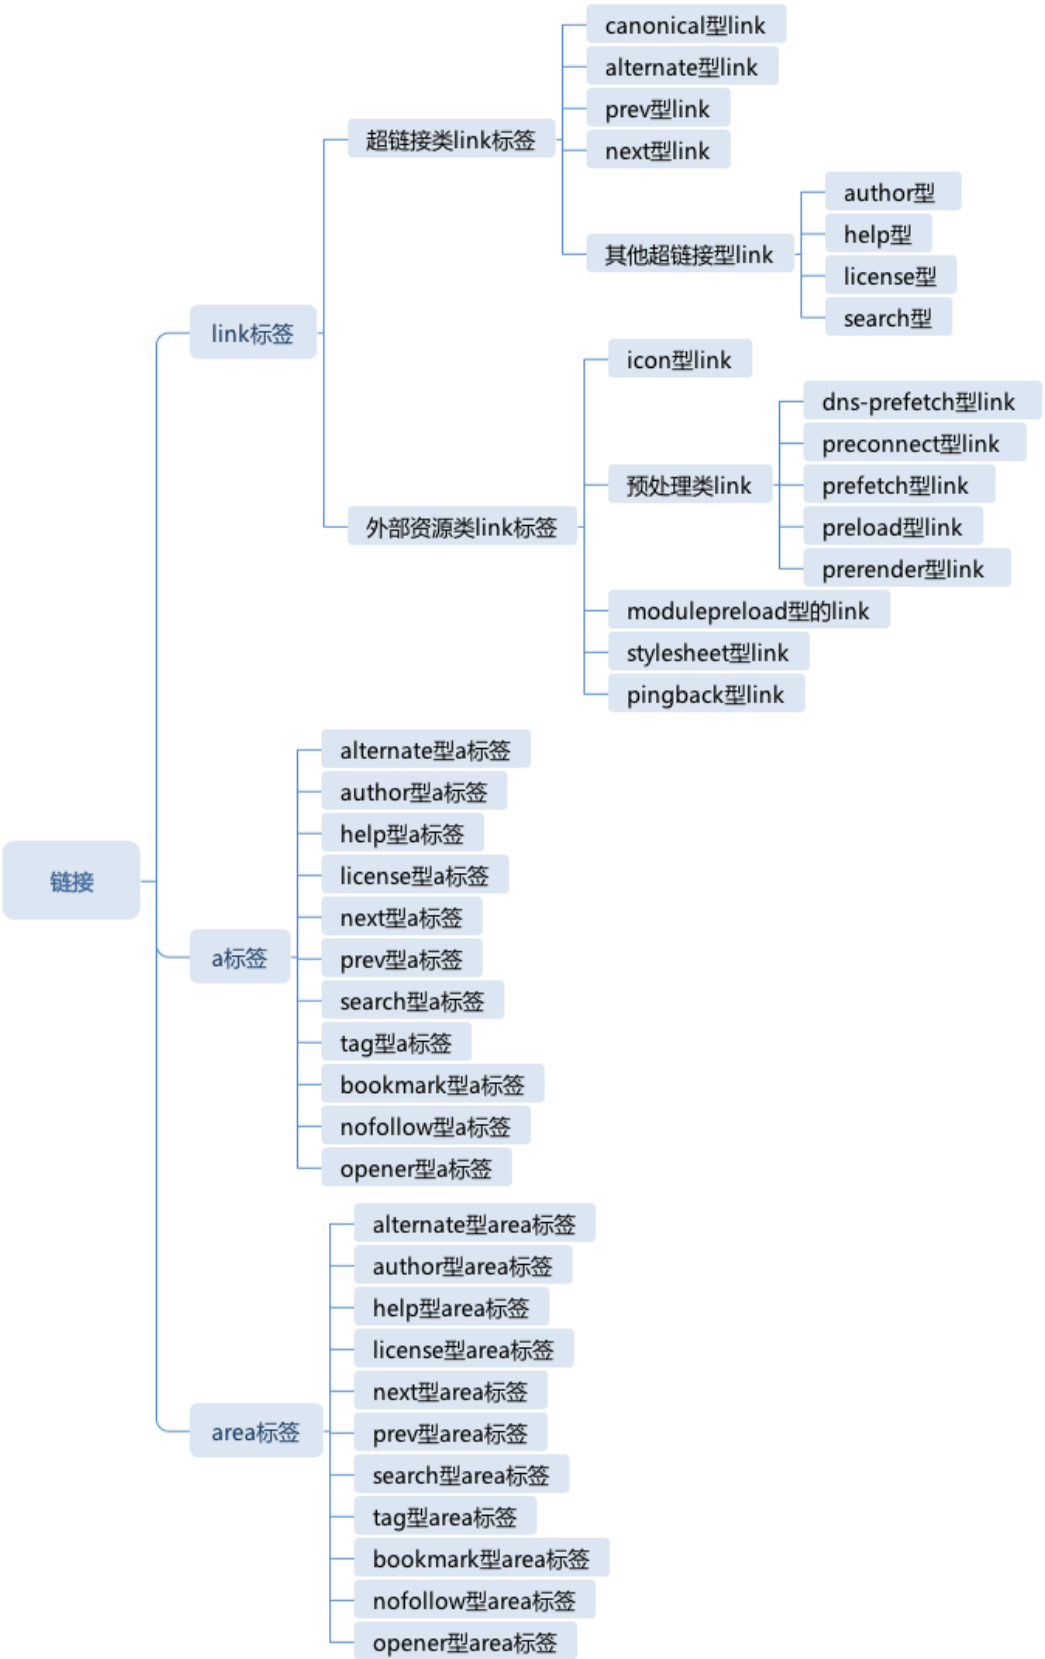 链接
link标签
超链接类link标签
canonical型link
alternate型link
prev型link
next型link
其他超链接型link
author型
help型
license型
search型
外部资源类link标签
icon型link
预处理类link
dns-prefetch型link
preconnect型link
prefetch型link
preload型link
prerender型link
modulepreload型的link
stylesheet型link
pingback型link
a标签
alternate型a标签
author型a标签
help型a标签
license型a标签
next型a标签
prev型a标签
search型a标签
tag型a标签
bookmark型a标签
nofollow型a标签
opener型a标签
area标签
alternate型area标签
author型area标签
help型area标签
license型area标签
next型area标签
prev型area标签
search型area标签
tag型area标签
bookmark型area标签
nofollow型area标签
opener型area标签